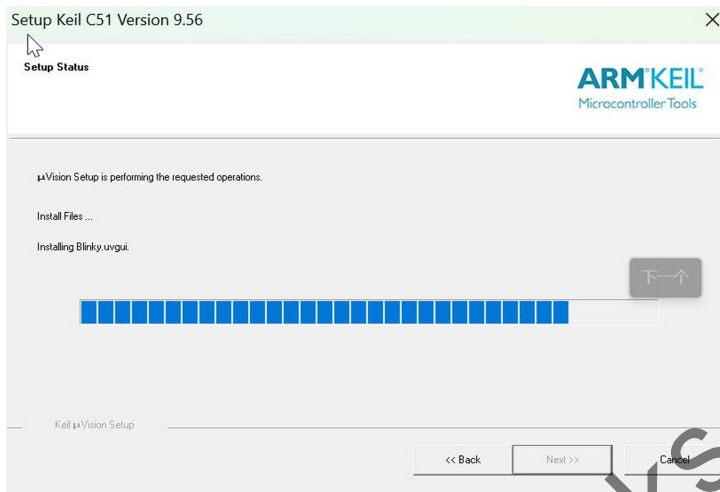 Setup Keil C51 Version 9.56
Setup Status
ARM KEIL
Microcontroller Tools
µVision Setup is performing the requested operations.
Install Files ...
Installing Blinky.uvgui.
下一个
Keil µVision Setup
<< Back
Next >>
Cancel